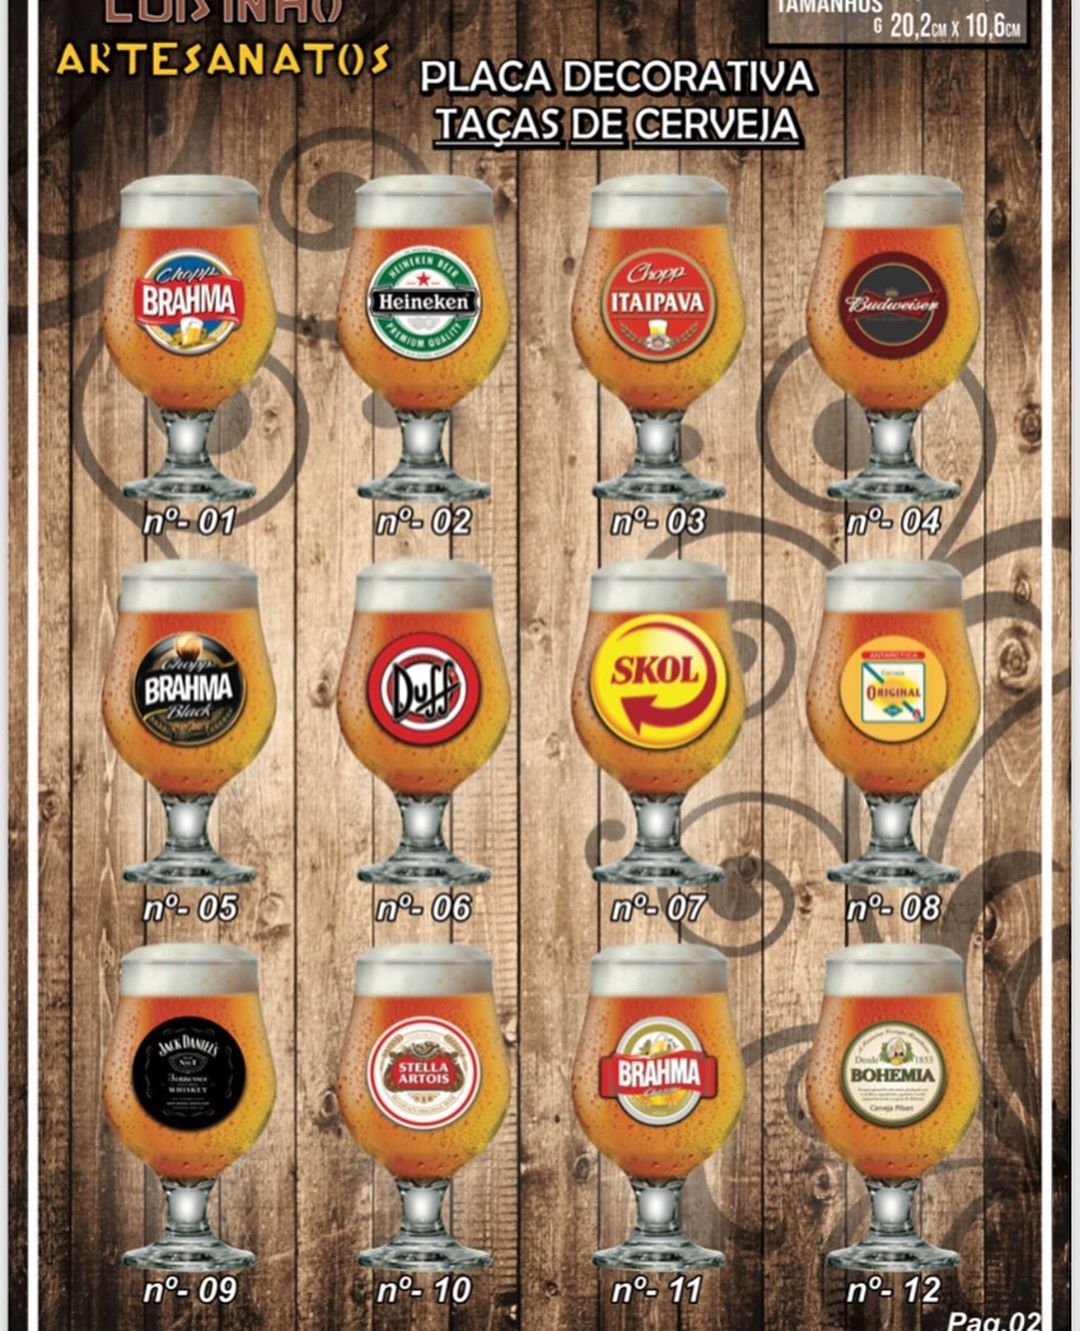 LUISINHO
ARTESANATOS
TAMANHOS
G 20,2CM X 10,6CM
PLACA DECORATIVA
TAÇAS DE CERVEJA
Chopp
BRAHMA
HEINEKEN BEER
Heineken
PREMIUM QUALITY
Chopp
ITAIPAVA
Budweiser
nº- 01
nº- 02
nº- 03
nº- 04
Chopp
BRAHMA
Black
Duff
SKOL
ANTARCTICA
Cerveja
ORIGINAL
nº- 05
nº- 06
nº- 07
nº- 08
JACK DANIEL'S
Tennessee
WHISKEY
STELLA
ARTOIS
BRAHMA
Desde 1853
BOHEMIA
Cerveja Pilsen
nº- 09
nº- 10
nº- 11
nº- 12
Pag.02